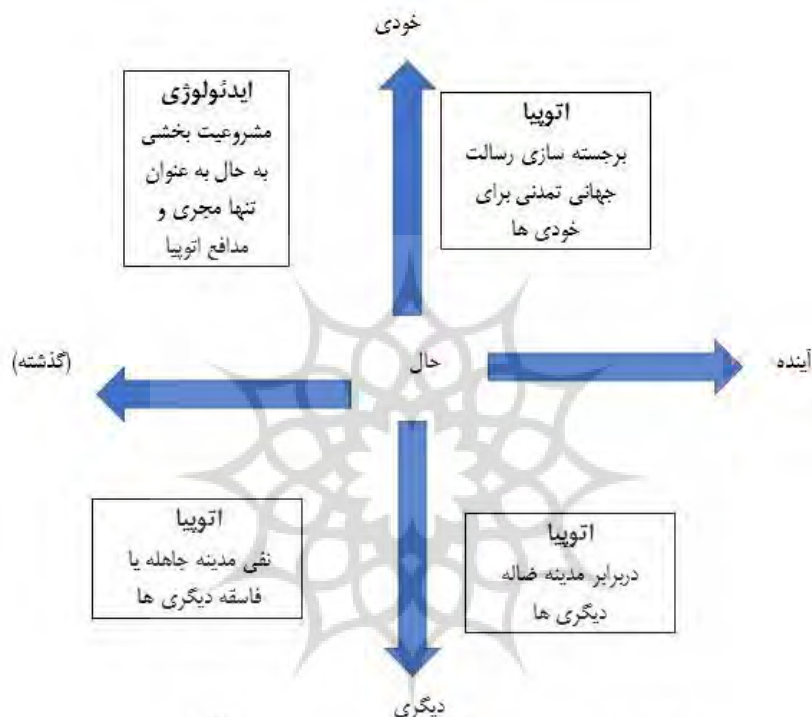 خودی
ایدئولوژی
مشروعیت بخشی
به حال به عنوان
تنها مجری و
مدافع اتوپیا
اتوپیا
برجسته سازی رسالت
جهانی تمدنی برای
خودی ها
آینده
حال
(گذشته)
اتوپیا
دربرابر مدینه ضاله
دیگری ها
اتوپیا
نفی مدینه جاهله یا
فاسقه دیگری ها
دیگری